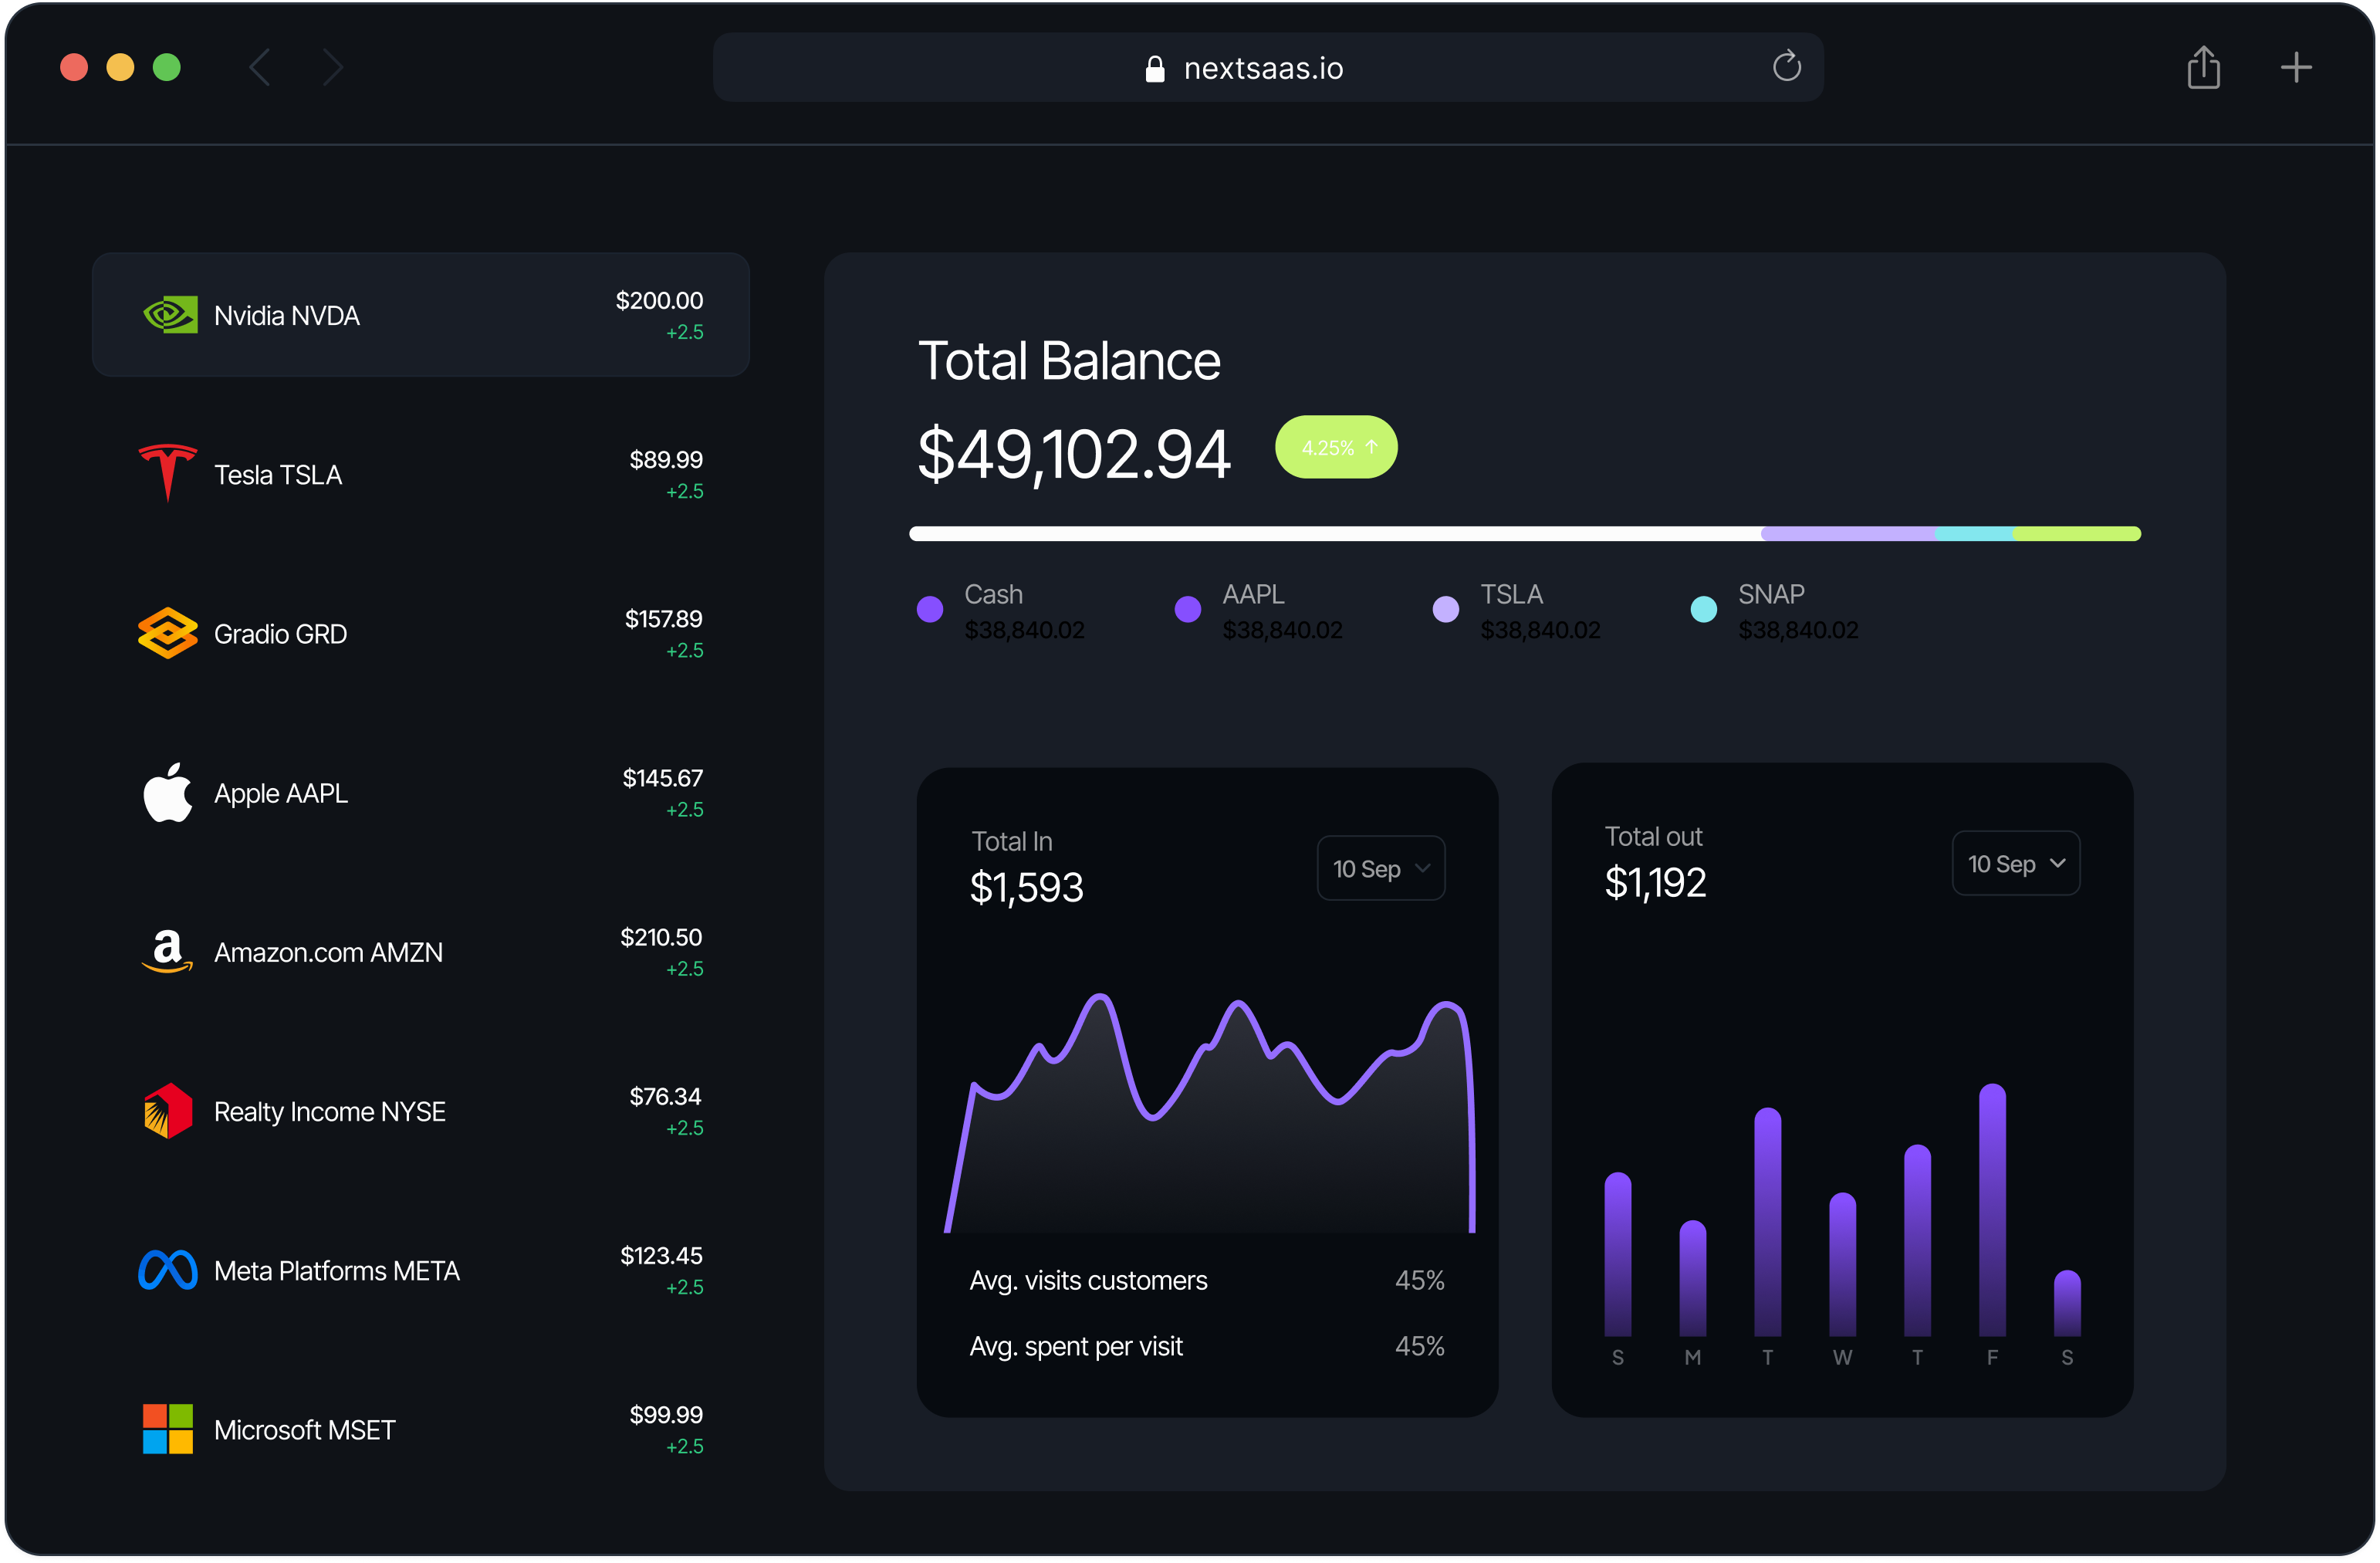 nextsaas.io
Nvidia NVDA
$200.00
+2.5
Tesla TSLA
$89.99
+2.5
Gradio GRD
$157.89
+2.5
Apple AAPL
$145.67
+2.5
a
Amazon.com AMZN
$210.50
+2.5
Realty Income NYSE
$76.34
+2.5
Meta Platforms META
$123.45
+2.5
Microsoft MSET
$99.99
+2.5
Total Balance
$49,102.94
4.25% ↑
Cash
$38,840.02
AAPL
$38,840.02
TSLA
$38,840.02
SNAP
$38,840.02
Total In
$1,593
10 Sep
Avg. visits customers 45%
Avg. spent per visit 45%
Total out
$1,192
10 Sep
S M T W T F S